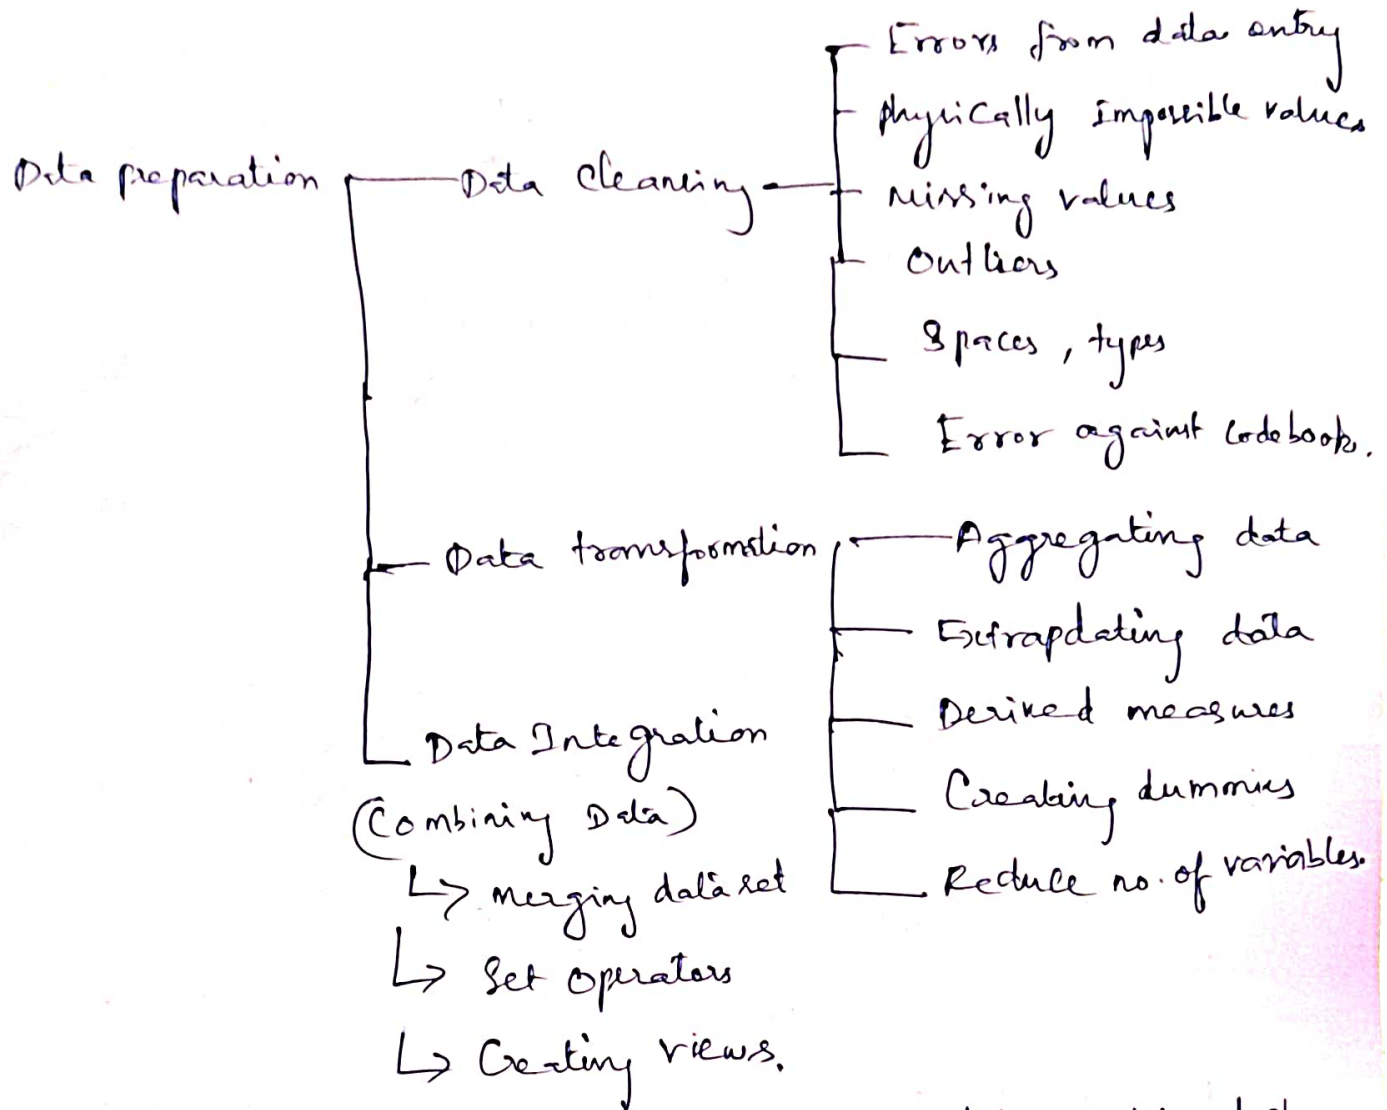 Data preparation
Data Cleansing
Errors from data entry
Physically Impossible values
Missing values
Outliers
Spaces, types
Error against Codebook.
Data transformation
Aggregating data
Extrapolating data
Derived measures
Creating dummies
Reduce no. of variables.
Data Integration
(Combining Data)
↳ Merging data set
↳ Set Operators
↳ Creating views.